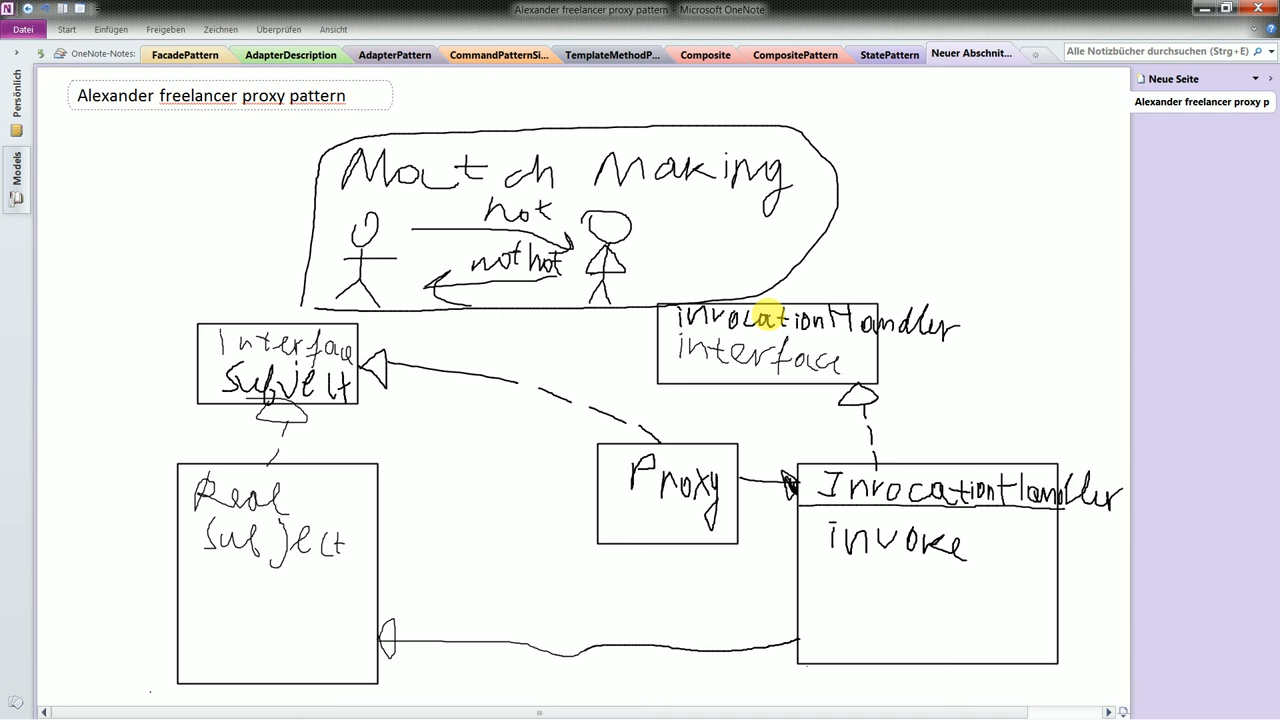 Alexander freelancer proxy pattern - Microsoft OneNote
Datei Start Einfügen Freigeben Zeichnen Überprüfen Ansicht
OneNote-Notes: FacadePattern AdapterDescription AdapterPattern CommandPatternSi... TemplateMethodP... Composite CompositePattern StatePattern Neuer Abschnit...
Alle Notizbücher durchsuchen (Strg+E)
Persönlich
Models
Neue Seite
Alexander freelancer proxy p
Alexander freelancer proxy pattern
Match Making
hot
not hot
Interface
Subject
invocationHandler
interface
Real
Subject
Proxy
InvocationHandler
invoke